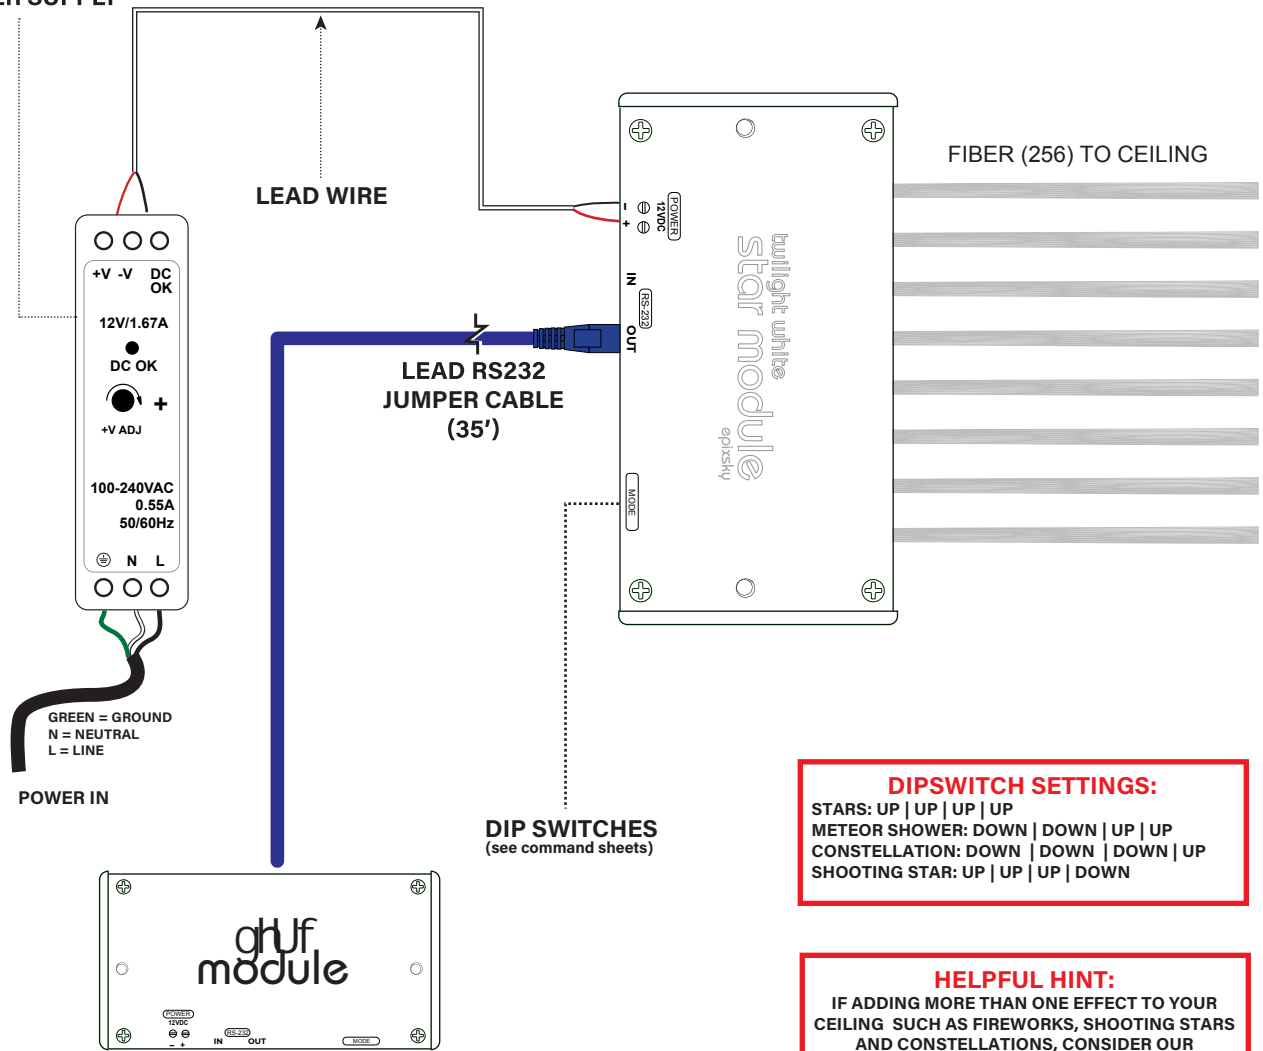 SUPPLY
LEAD WIRE
FIBER (256) TO CEILING
+V -V DC
OK
12V/1.67A
DC OK
+
+V ADJ
100-240VAC
0.55A
50/60Hz
N L
GREEN = GROUND
N = NEUTRAL
L = LINE
POWER IN
- +
12VDC
POWER
IN
RS-232
OUT
MODE
twilight white
star module
epixsky
LEAD RS232
JUMPER CABLE
(35')
DIP SWITCHES
(see command sheets)
module
POWER
12VDC
- +
IN
RS-232
OUT
MODE
DIPSWITCH SETTINGS:
STARS: UP | UP | UP | UP
METEOR SHOWER: DOWN | DOWN | UP | UP
CONSTELLATION: DOWN | DOWN | DOWN | UP
SHOOTING STAR: UP | UP | UP | DOWN
HELPFUL HINT:
IF ADDING MORE THAN ONE EFFECT TO YOUR
CEILING SUCH AS FIREWORKS, SHOOTING STARS
AND CONSTELLATIONS, CONSIDER OUR